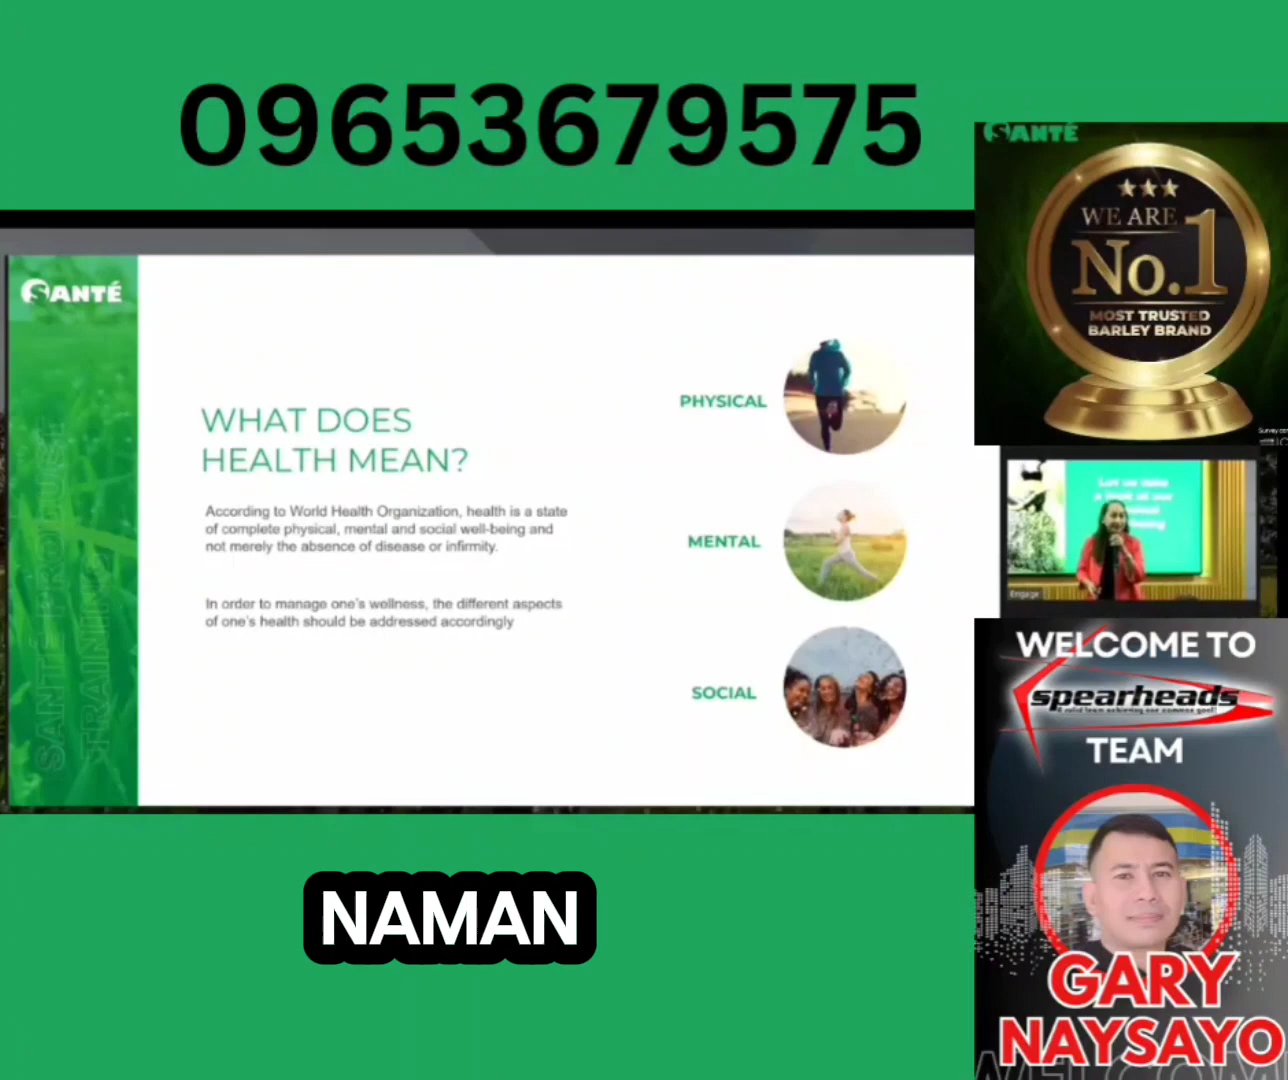 09653679575
SANTÉ
WE ARE
No.1
MOST TRUSTED
BARLEY BRAND
SANTÉ
WHAT DOES
HEALTH MEAN?
According to World Health Organization, health is a state
of complete physical, mental and social well-being and
not merely the absence of disease or infirmity.
In order to manage one's wellness, the different aspects
of one's health should be addressed accordingly
PHYSICAL
MENTAL
SOCIAL
Engage
WELCOME TO
spearheads
TEAM
GARY
NAYSAYO
NAMAN